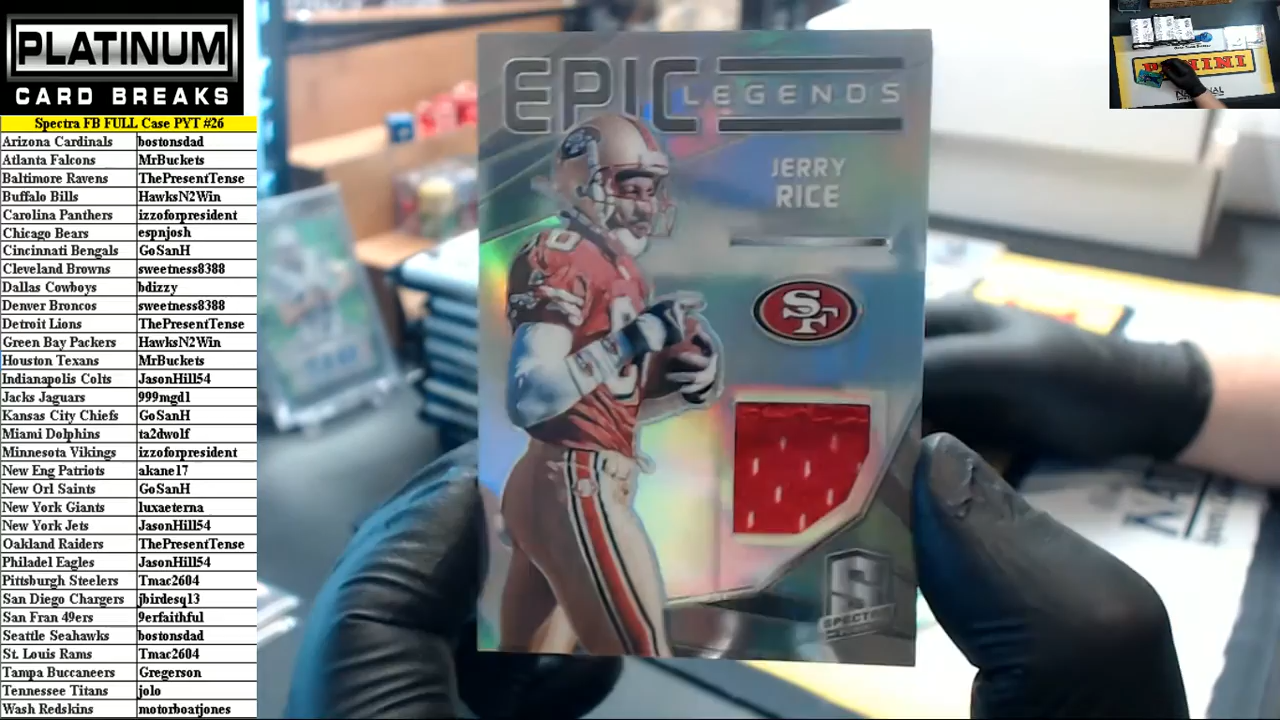 PLATINUM
CARD BREAKS
Spectra FB FULL Case PYT #26
Arizona Cardinals bostonsdad
Atlanta Falcons MrBuckets
Baltimore Ravens ThePresentTense
Buffalo Bills HawksN2Win
Carolina Panthers izzoforpresident
Chicago Bears espnjosh
Cincinnati Bengals GoSanH
Cleveland Browns sweetness8388
Dallas Cowboys bdizzy
Denver Broncos sweetness8388
Detroit Lions ThePresentTense
Green Bay Packers HawksN2Win
Houston Texans MrBuckets
Indianapolis Colts JasonHill54
Jacks Jaguars 999mgd1
Kansas City Chiefs GoSanH
Miami Dolphins ta2dwolf
Minnesota Vikings izzoforpresident
New Eng Patriots akane17
New Orl Saints GoSanH
New York Giants luxaeterna
New York Jets JasonHill54
Oakland Raiders ThePresentTense
Philadel Eagles JasonHill54
Pittsburgh Steelers Tmac2604
San Diego Chargers jbirdesq13
San Fran 49ers 9erfaithful
Seattle Seahawks bostonsdad
St. Louis Rams Tmac2604
Tampa Buccaneers Gregerson
Tennessee Titans jolo
Wash Redskins motorboatjones
EPIC LEGENDS
JERRY
RICE
SF
S
SPECTRA
PANINI